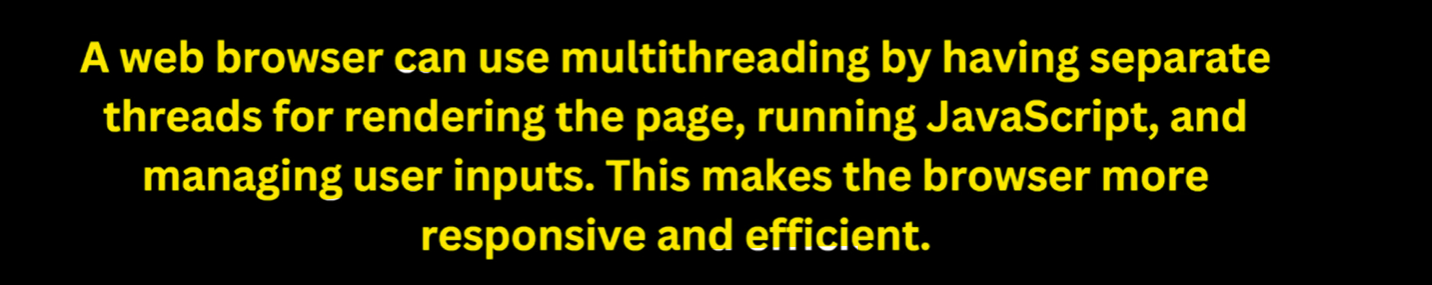 A web browser can use multithreading by having separate
threads for rendering the page, running JavaScript, and
managing user inputs. This makes the browser more
responsive and efficient.